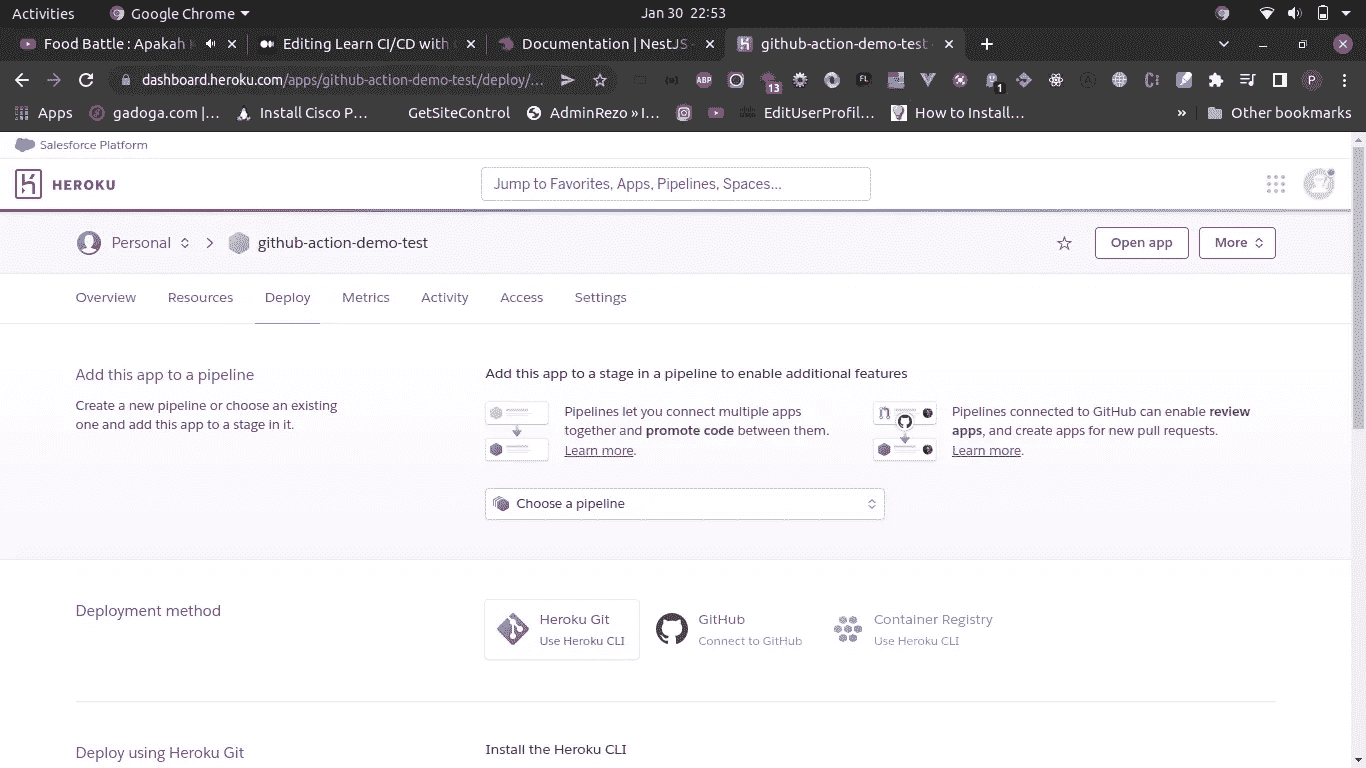 Activities Google Chrome Jan 30 22:53
Food Battle : Apakah Editing Learn CI/CD with Documentation | NestJS - github-action-demo-test
dashboard.heroku.com/apps/github-action-demo-test/deploy/... ABP 13 FL 1 P
Apps gadoga.com |... Install Cisco P... GetSiteControl AdminRezo » I... EditUserProfil... How to Install... » Other bookmarks
Salesforce Platform
HEROKU Jump to Favorites, Apps, Pipelines, Spaces...
Personal github-action-demo-test Open app More
Overview Resources Deploy Metrics Activity Access Settings
Add this app to a pipeline
Create a new pipeline or choose an existing
one and add this app to a stage in it.
Add this app to a stage in a pipeline to enable additional features
Pipelines let you connect multiple apps
together and promote code between them.
Learn more.
Pipelines connected to GitHub can enable review
apps, and create apps for new pull requests.
Learn more.
Choose a pipeline
Deployment method
Heroku Git
Use Heroku CLI
GitHub
Connect to GitHub
Container Registry
Use Heroku CLI
Deploy using Heroku Git
Install the Heroku CLI